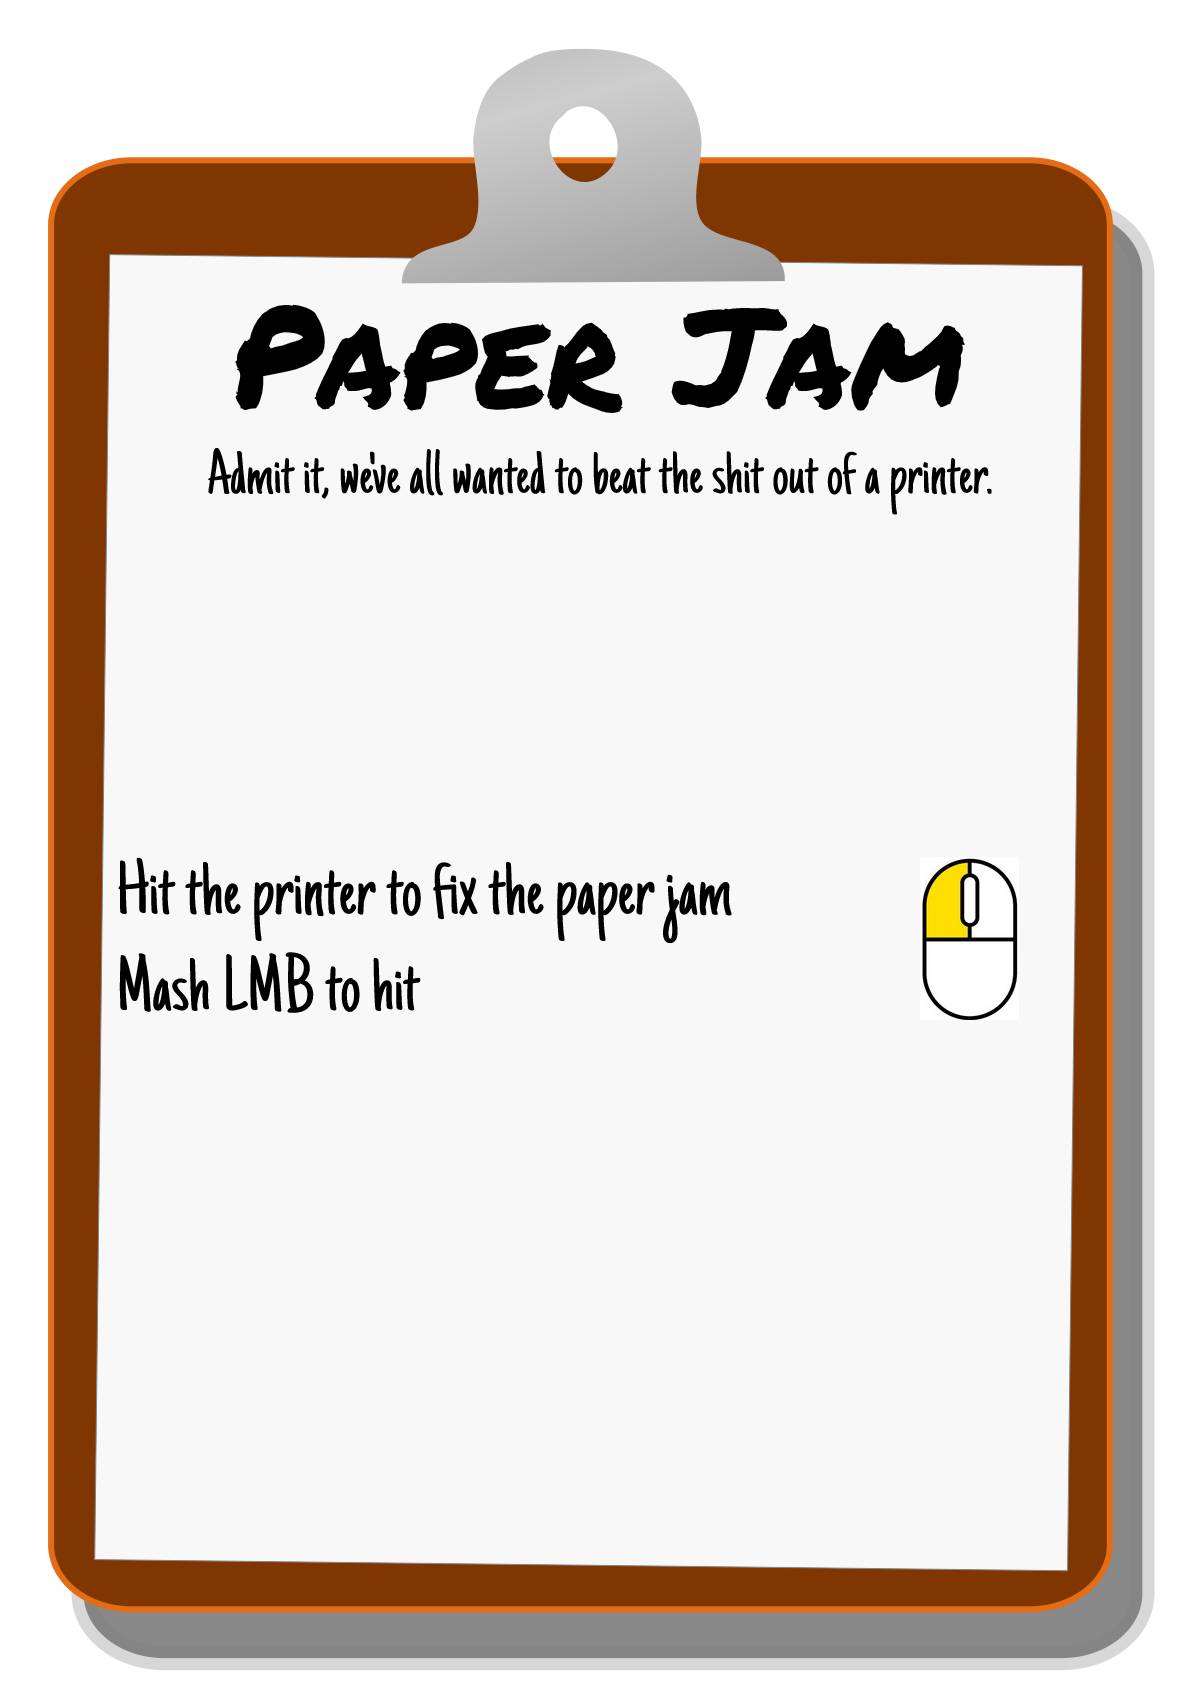 Paper Jam
Admit it, we've all wanted to beat the shit out of a printer.
Hit the printer to fix the paper jam
Mash LMB to hit